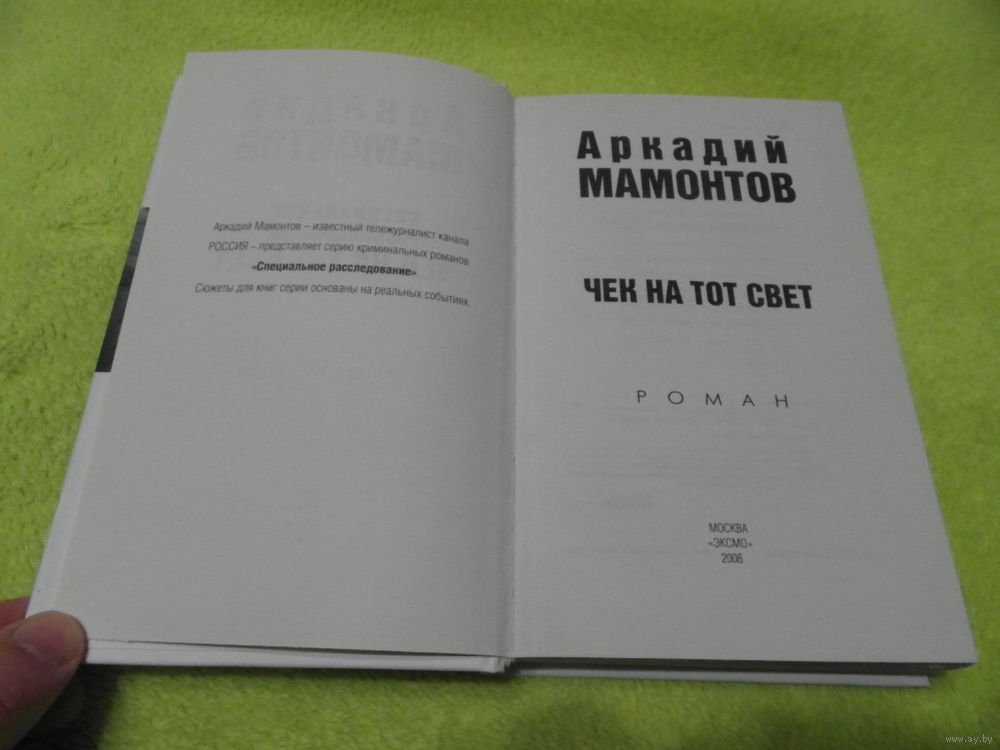 Аркадий Мамонтов – известный тележурналист канала
РОССИЯ – представляет серию криминальных романов
«Специальное расследование»
Сюжеты для книг серии основаны на реальных событиях.
Аркадий
МАМОНТОВ
ЧЕК НА ТОТ СВЕТ
РОМАН
МОСКВА
«ЭКСМО»
2008
www.ay.by